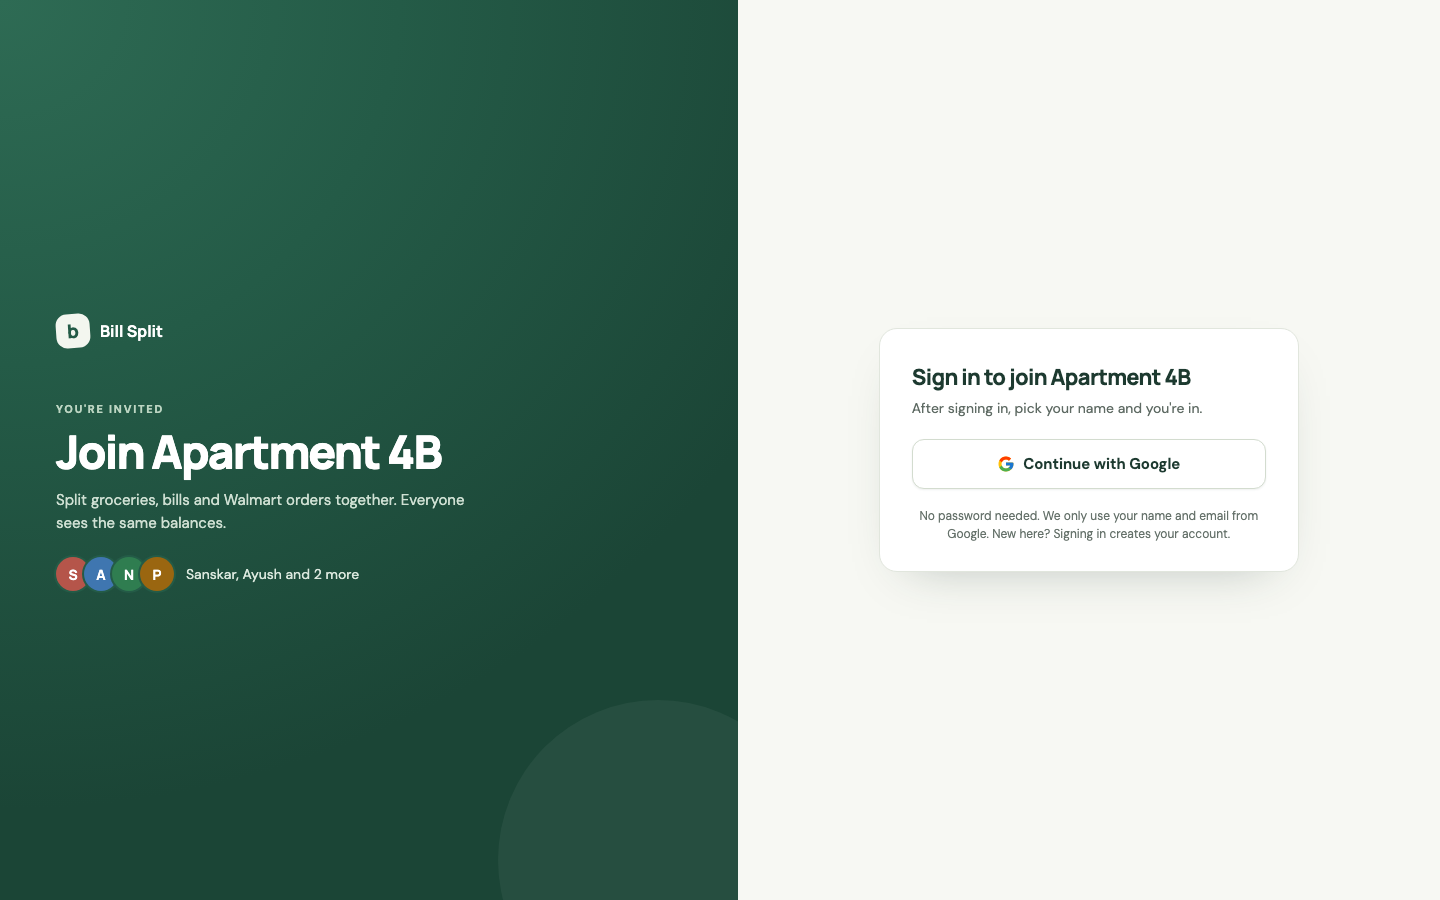 b
Bill Split
YOU'RE INVITED
Join Apartment 4B
Split groceries, bills and Walmart orders together. Everyone
sees the same balances.
S A N P
Sanskar, Ayush and 2 more
Sign in to join Apartment 4B
After signing in, pick your name and you're in.
Continue with Google
No password needed. We only use your name and email from
Google. New here? Signing in creates your account.